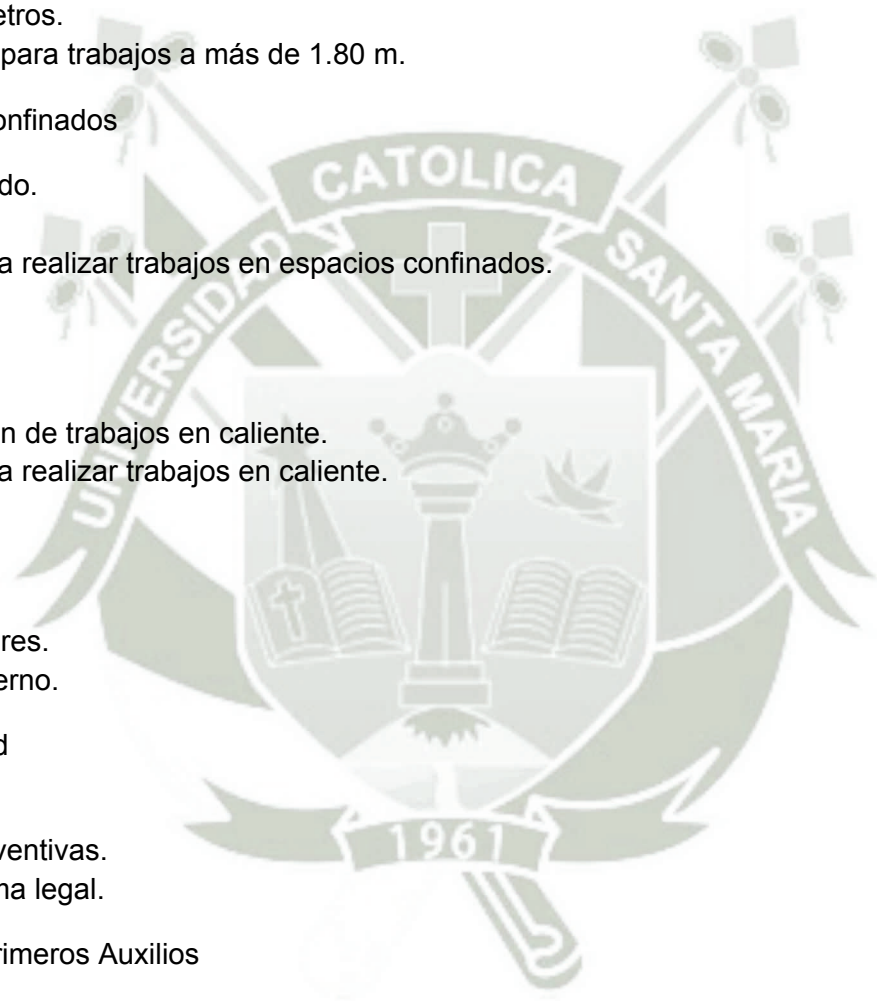 etros.
para trabajos a más de 1.80 m.
onfinados
do.
a realizar trabajos en espacios confinados.
n de trabajos en caliente.
a realizar trabajos en caliente.
res.
erno.
d
ventivas.
na legal.
rimeros Auxilios
UNIVERSIDAD CATOLICA SANTA MARIA
1961